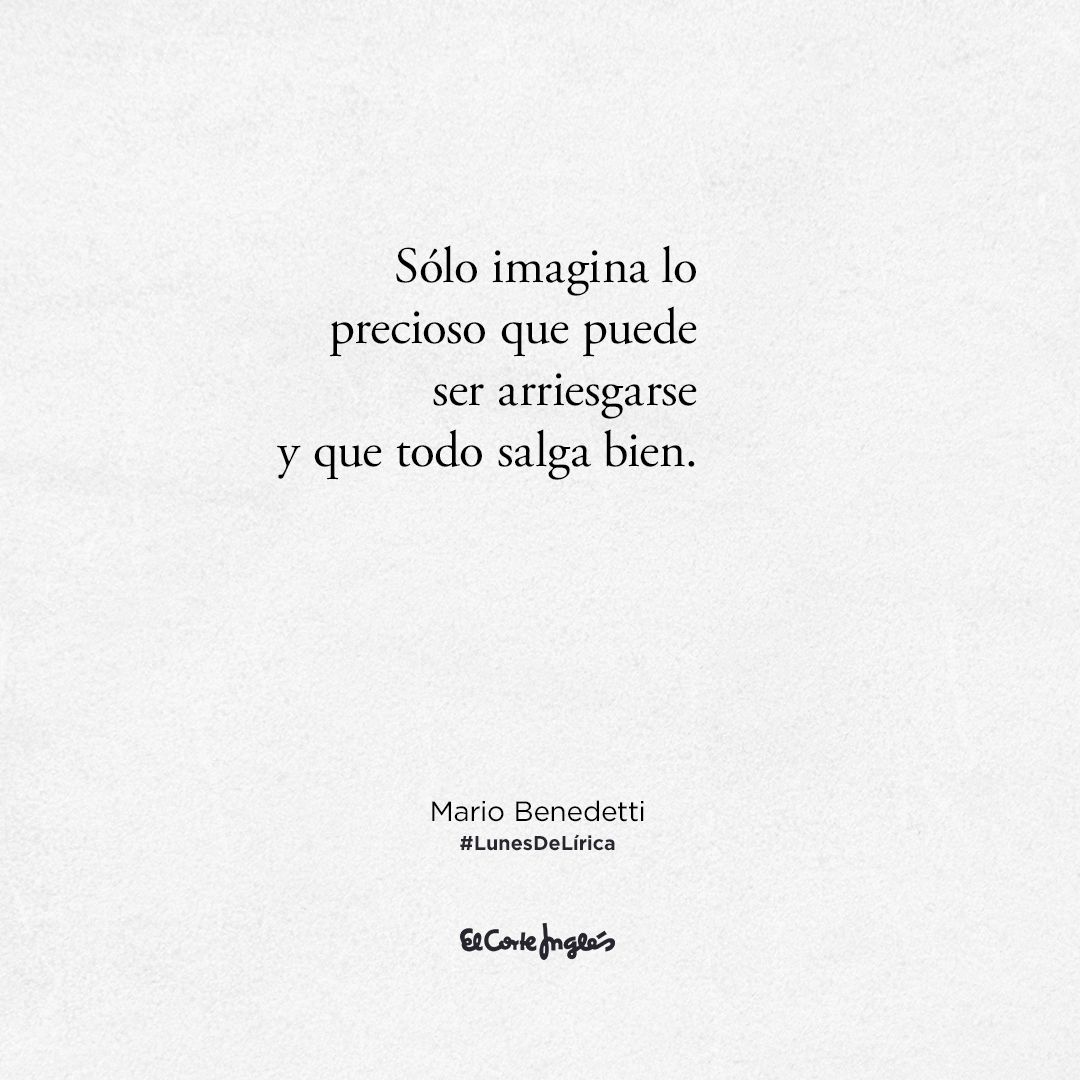 Sólo imagina lo
precioso que puede
ser arriesgarse
y que todo salga bien.
Mario Benedetti
#LunesDeLírica
El Corte Inglés